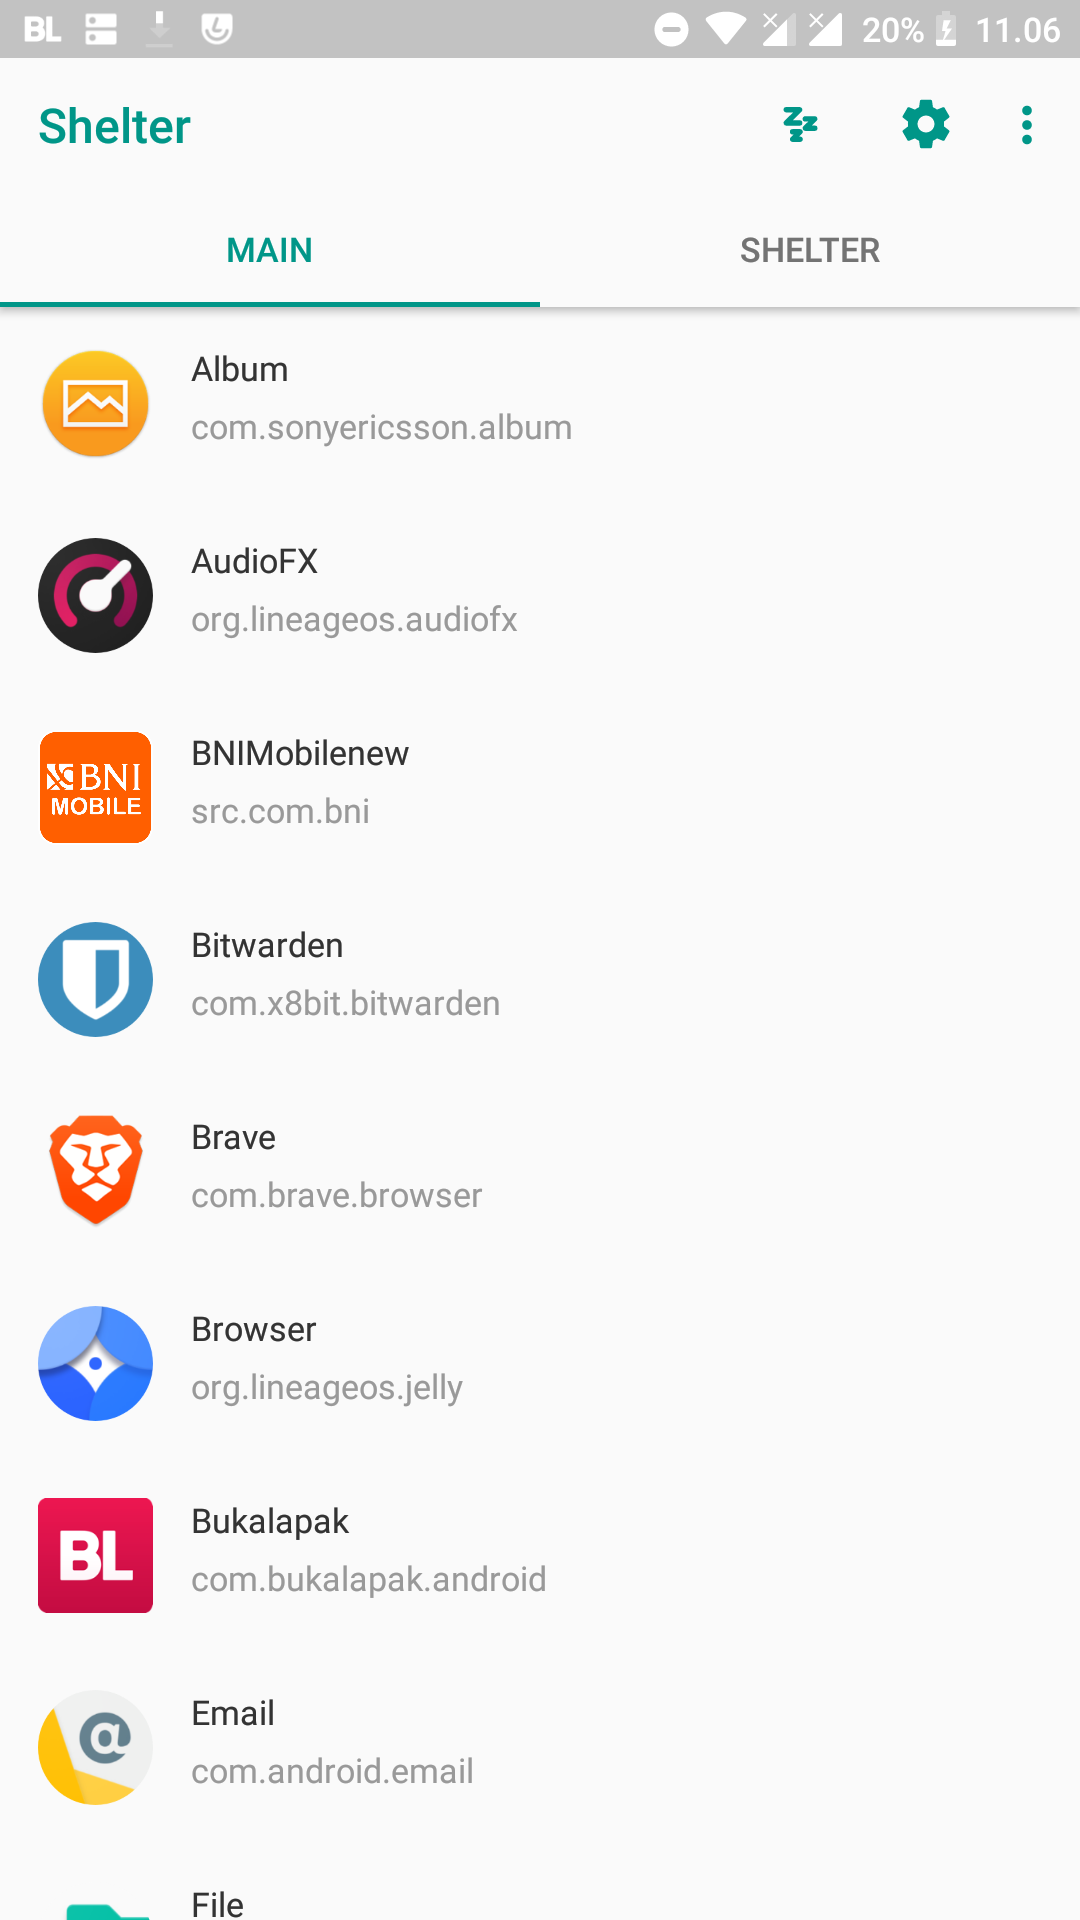 BL 20% 11.06
Shelter
MAIN SHELTER
Album
com.sonyericsson.album
AudioFX
org.lineageos.audiofx
BNI
MOBILE
BNIMobilenew
src.com.bni
Bitwarden
com.x8bit.bitwarden
Brave
com.brave.browser
Browser
org.lineageos.jelly
BL
Bukalapak
com.bukalapak.android
@
Email
com.android.email
File